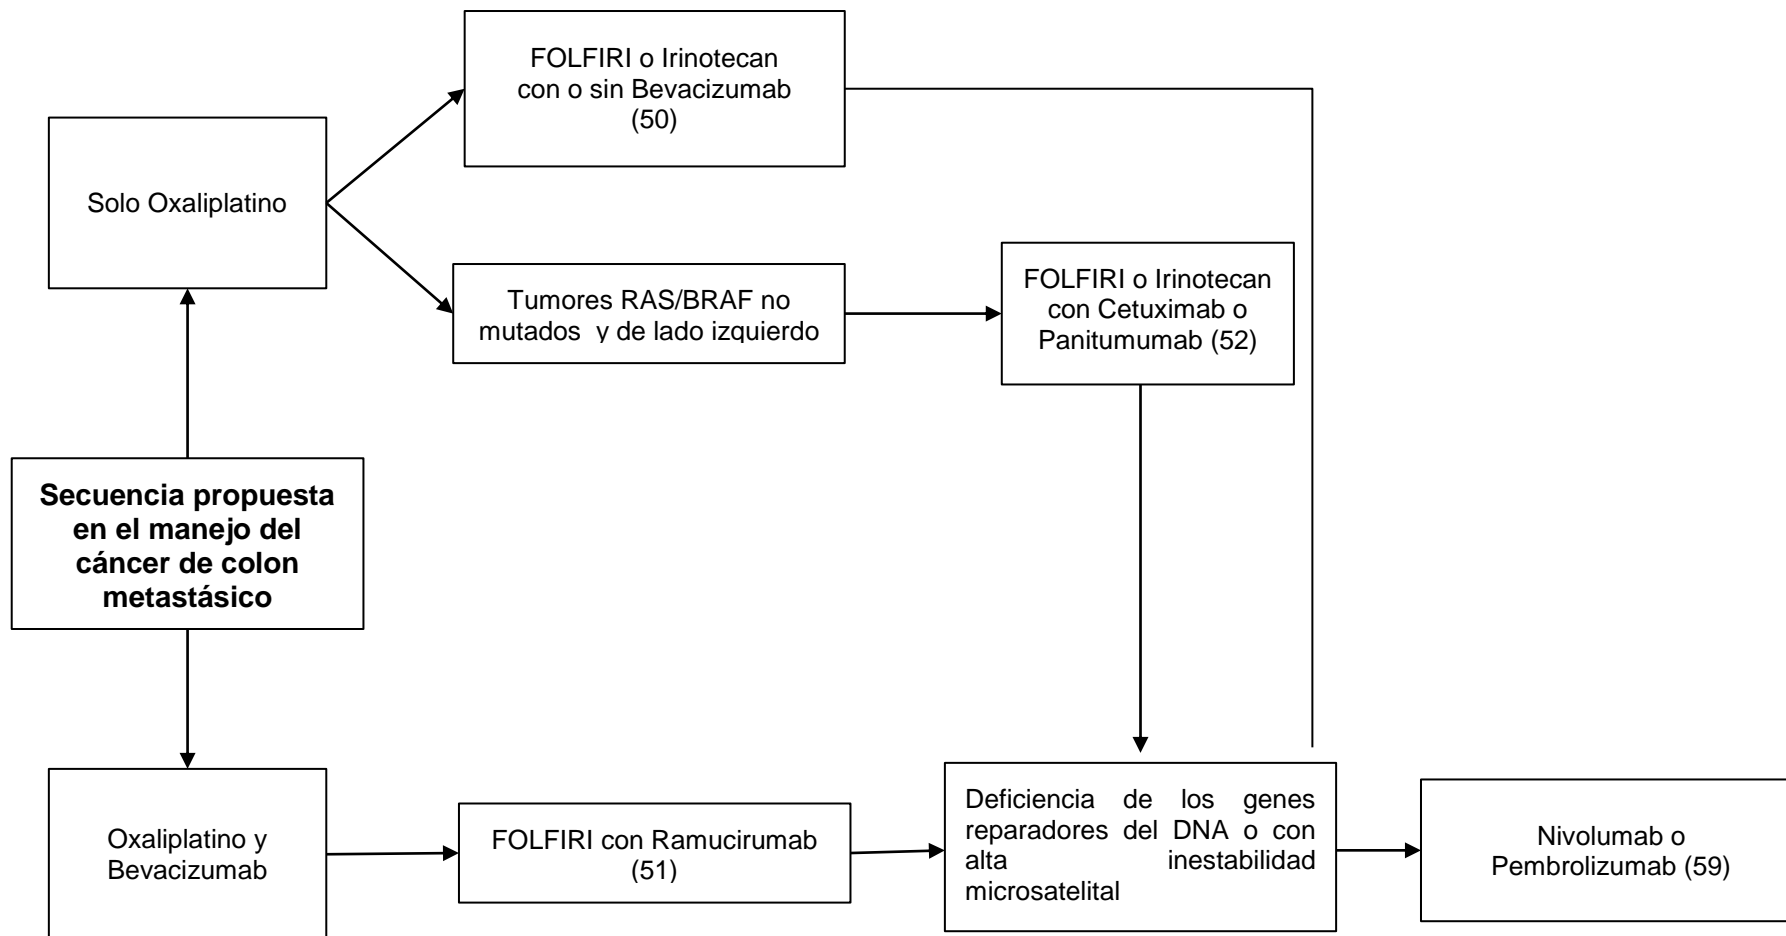 FOLFIRI o Irinotecan
con o sin Bevacizumab
(50)
Solo Oxaliplatino
Tumores RAS/BRAF no
mutados y de lado izquierdo
FOLFIRI o Irinotecan
con Cetuximab o
Panitumumab (52)
Secuencia propuesta
en el manejo del
cáncer de colon
metastásico
Oxaliplatino y
Bevacizumab
FOLFIRI con Ramucirumab
(51)
Deficiencia de los genes
reparadores del DNA o con
alta inestabilidad
microsatelital
Nivolumab o
Pembrolizumab (59)